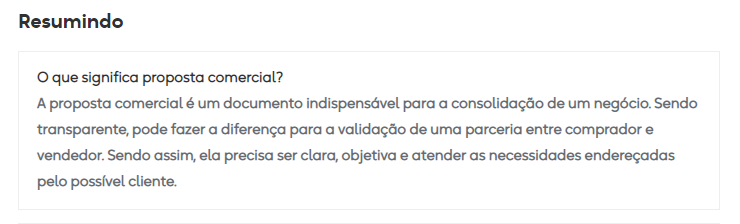 Resumindo
O que significa proposta comercial?
A proposta comercial é um documento indispensável para a consolidação de um negócio. Sendo
transparente, pode fazer a diferença para a validação de uma parceria entre comprador e
vendedor. Sendo assim, ela precisa ser clara, objetiva e atender as necessidades endereçadas
pelo possível cliente.